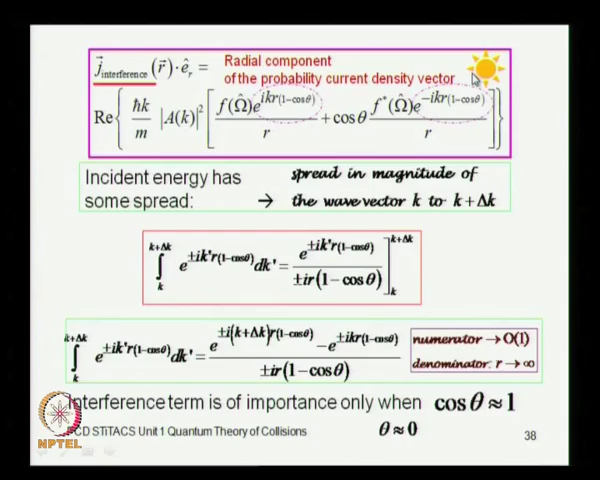 j⃗_interference (r⃗)·ê_r = Radial component
of the probability current density vector.
Re{ ħk/m |A(k)|² [ f(Ω̂)e^{ikr(1-cosθ)}/r + cosθ f*(Ω̂)e^{-ikr(1-cosθ)}/r ] }
Incident energy has
some spread:
spread in magnitude of
→ the wave vector k to k+Δk
∫_k^{k+Δk} e^{±ik'r(1-cosθ)} dk' = e^{±ik'r(1-cosθ)}/±ir(1-cosθ) ]_k^{k+Δk}
∫_k^{k+Δk} e^{±ik'r(1-cosθ)} dk' = e^{±i(k+Δk)r(1-cosθ)} - e^{±ikr(1-cosθ)}/±ir(1-cosθ)
numerator → O(1)
denominator: r → ∞
Interference term is of importance only when cosθ ≈ 1
θ ≈ 0
PCD STiTACS Unit 1 Quantum Theory of Collisions
38
NPTEL